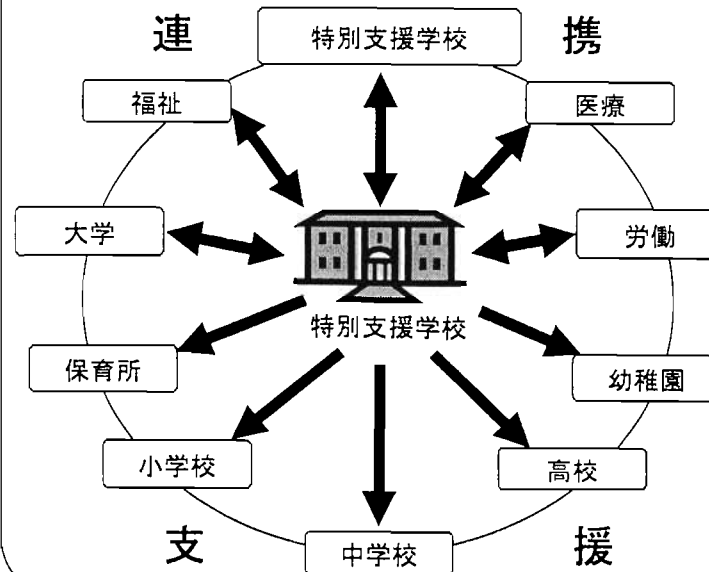 連
特別支援学校
携
福祉
医療
大学
労働
特別支援学校
保育所
幼稚園
小学校
高校
支
中学校
援